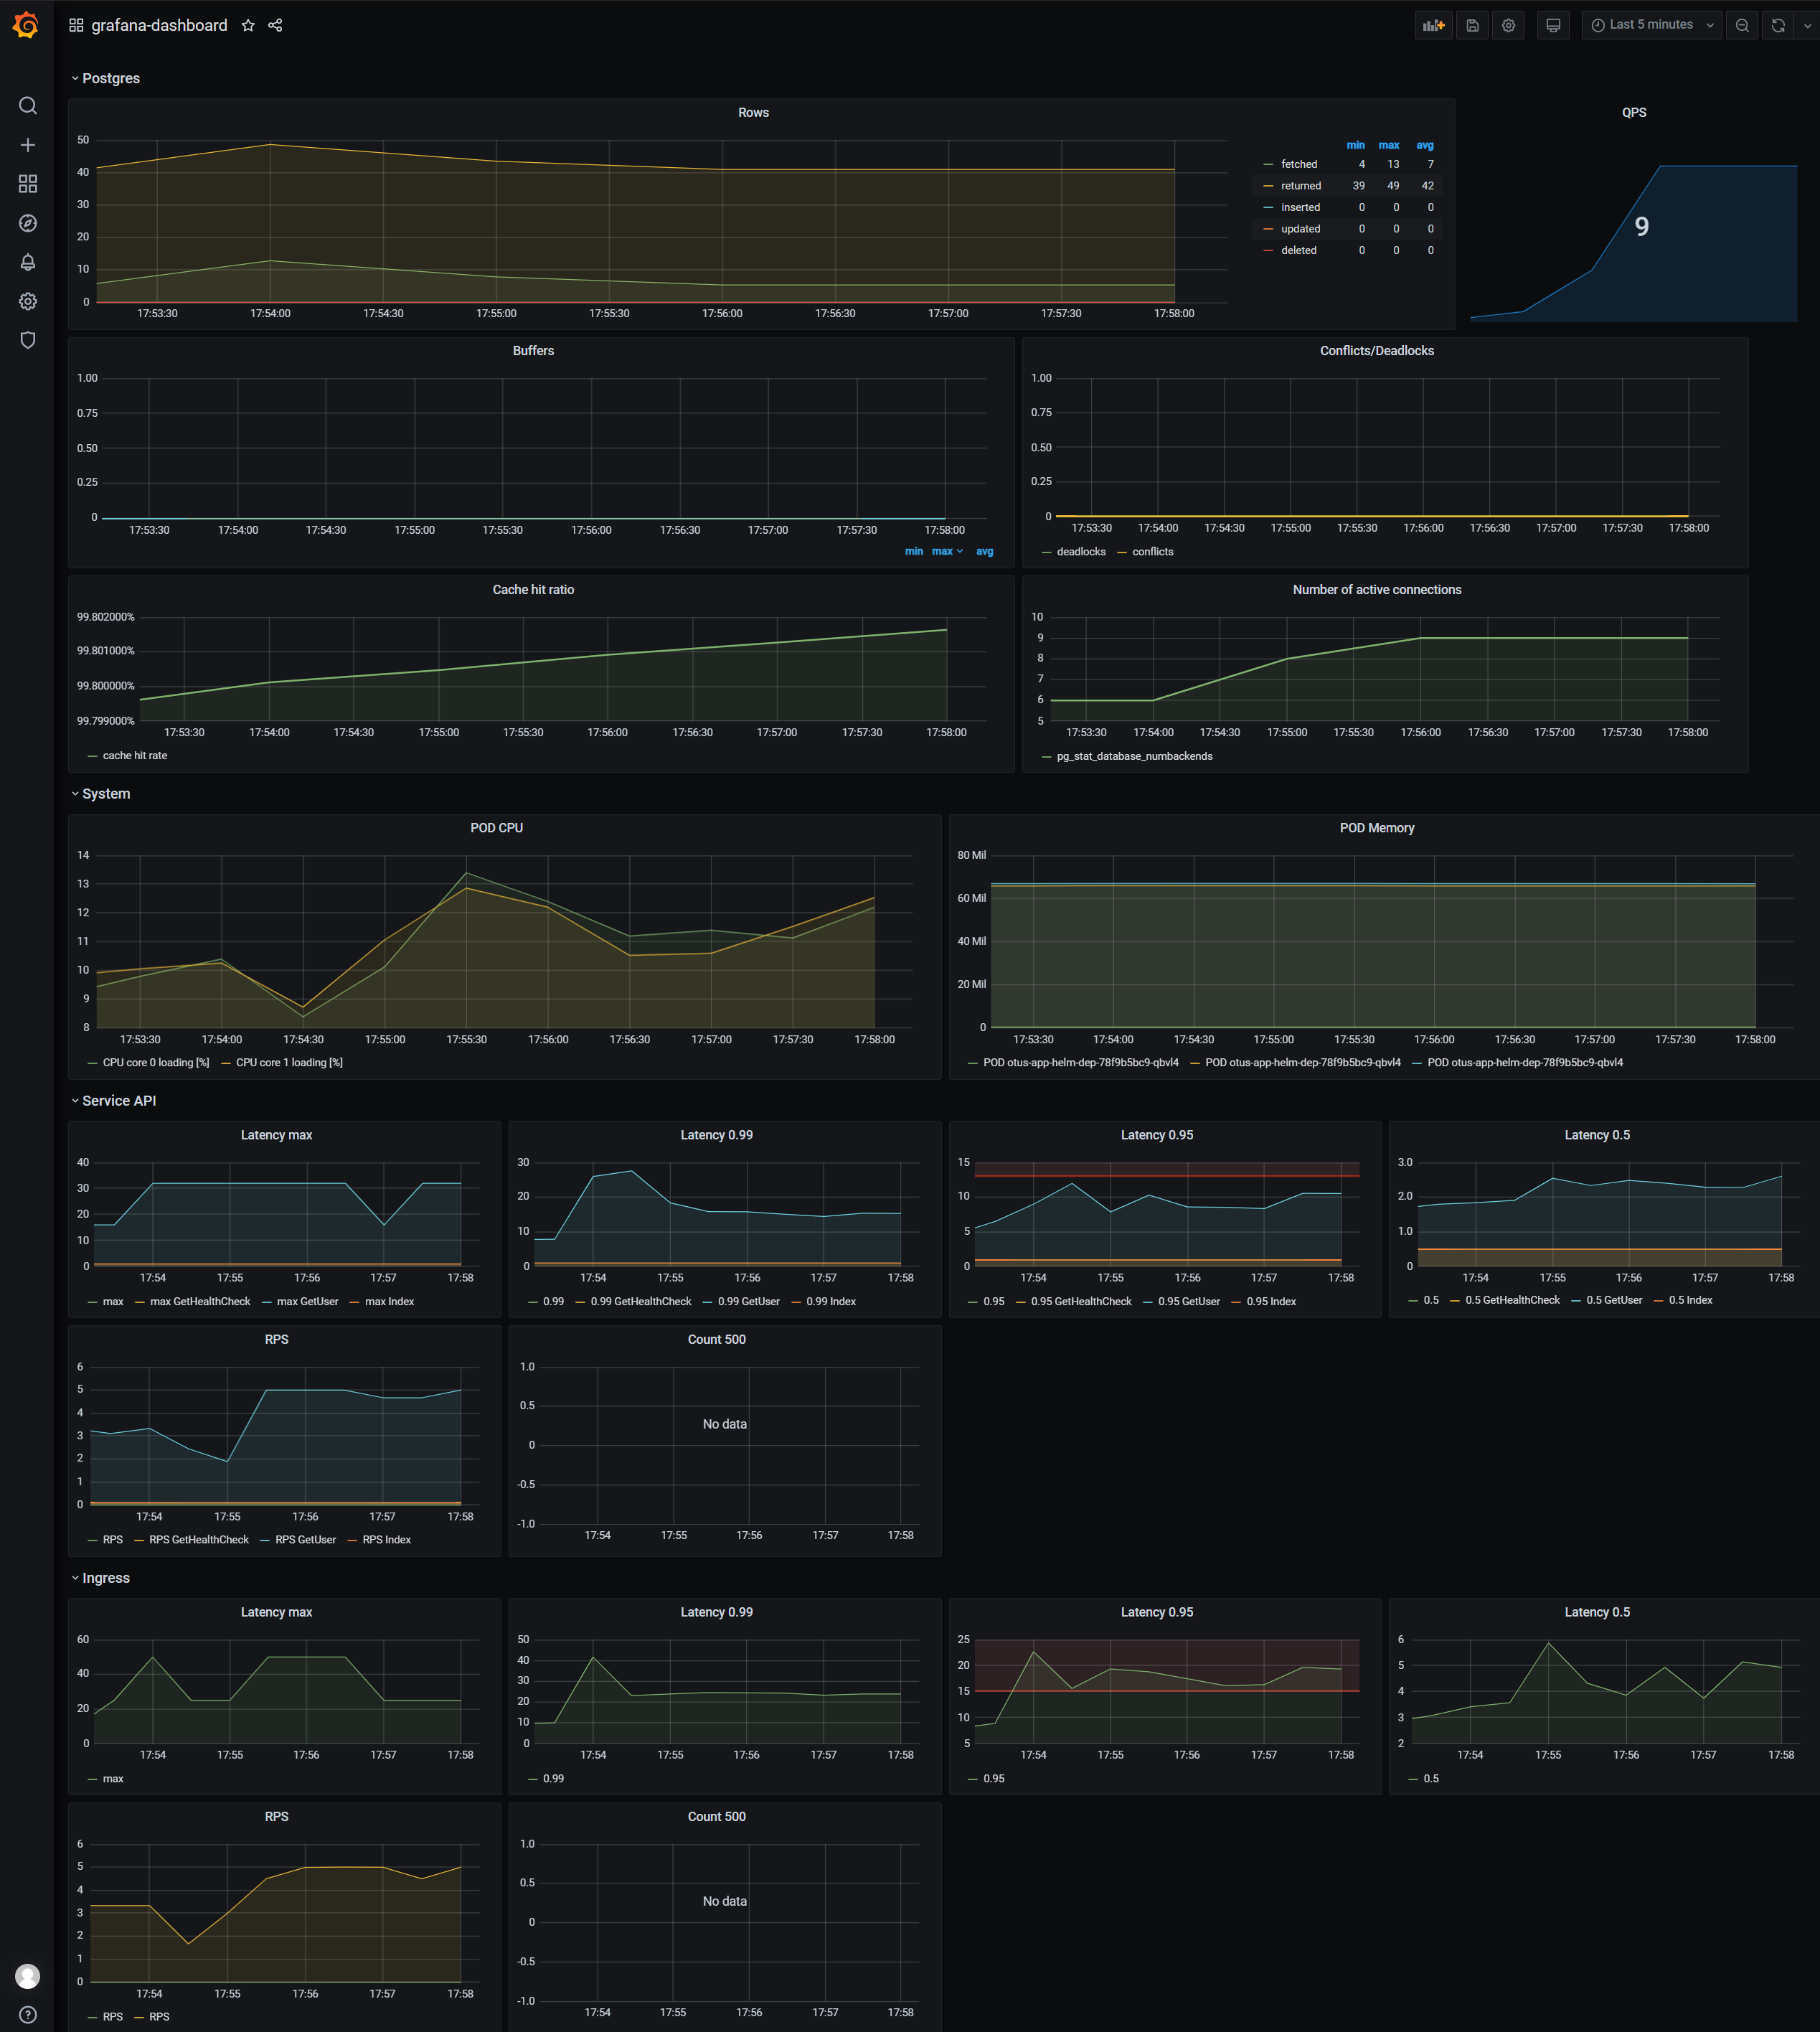 grafana-dashboard
Last 5 minutes
Postgres
Rows
50
40
30
20
10
0
17:53:30 17:54:00 17:54:30 17:55:00 17:55:30 17:56:00 17:56:30 17:57:00 17:57:30 17:58:00
min max avg
fetched 4 13 7
returned 39 49 42
inserted 0 0 0
updated 0 0 0
deleted 0 0 0
QPS
9
Buffers
1.00
0.75
0.50
0.25
0
17:53:30 17:54:00 17:54:30 17:55:00 17:55:30 17:56:00 17:56:30 17:57:00 17:57:30 17:58:00
min max avg
Conflicts/Deadlocks
1.00
0.75
0.50
0.25
0
17:53:30 17:54:00 17:54:30 17:55:00 17:55:30 17:56:00 17:56:30 17:57:00 17:57:30 17:58:00
deadlocks conflicts
Cache hit ratio
99.802000%
99.801000%
99.800000%
99.799000%
17:53:30 17:54:00 17:54:30 17:55:00 17:55:30 17:56:00 17:56:30 17:57:00 17:57:30 17:58:00
cache hit rate
Number of active connections
10
9
8
7
6
5
17:53:30 17:54:00 17:54:30 17:55:00 17:55:30 17:56:00 17:56:30 17:57:00 17:57:30 17:58:00
pg_stat_database_numbackends
System
POD CPU
14
13
12
11
10
9
8
17:53:30 17:54:00 17:54:30 17:55:00 17:55:30 17:56:00 17:56:30 17:57:00 17:57:30 17:58:00
CPU core 0 loading [%] CPU core 1 loading [%]
POD Memory
80 Mil
60 Mil
40 Mil
20 Mil
0
17:53:30 17:54:00 17:54:30 17:55:00 17:55:30 17:56:00 17:56:30 17:57:00 17:57:30 17:58:00
POD otus-app-helm-dep-78f9b5bc9-qbvl4 POD otus-app-helm-dep-78f9b5bc9-qbvl4 POD otus-app-helm-dep-78f9b5bc9-qbvl4
Service API
Latency max
40
30
20
10
0
17:54 17:55 17:56 17:57 17:58
max max GetHealthCheck max GetUser max Index
Latency 0.99
30
20
10
0
17:54 17:55 17:56 17:57 17:58
0.99 0.99 GetHealthCheck 0.99 GetUser 0.99 Index
Latency 0.95
15
10
5
0
17:54 17:55 17:56 17:57 17:58
0.95 0.95 GetHealthCheck 0.95 GetUser 0.95 Index
Latency 0.5
3.0
2.0
1.0
0
17:54 17:55 17:56 17:57 17:58
0.5 0.5 GetHealthCheck 0.5 GetUser 0.5 Index
RPS
6
5
4
3
2
1
0
17:54 17:55 17:56 17:57 17:58
RPS RPS GetHealthCheck RPS GetUser RPS Index
Count 500
1.0
0.5
0
-0.5
-1.0
No data
17:54 17:55 17:56 17:57 17:58
Ingress
Latency max
60
40
20
0
17:54 17:55 17:56 17:57 17:58
max
Latency 0.99
50
40
30
20
10
0
17:54 17:55 17:56 17:57 17:58
0.99
Latency 0.95
25
20
15
10
5
17:54 17:55 17:56 17:57 17:58
0.95
Latency 0.5
6
5
4
3
2
17:54 17:55 17:56 17:57 17:58
0.5
RPS
6
5
4
3
2
1
0
17:54 17:55 17:56 17:57 17:58
RPS RPS
Count 500
1.0
0.5
0
-0.5
-1.0
No data
17:54 17:55 17:56 17:57 17:58